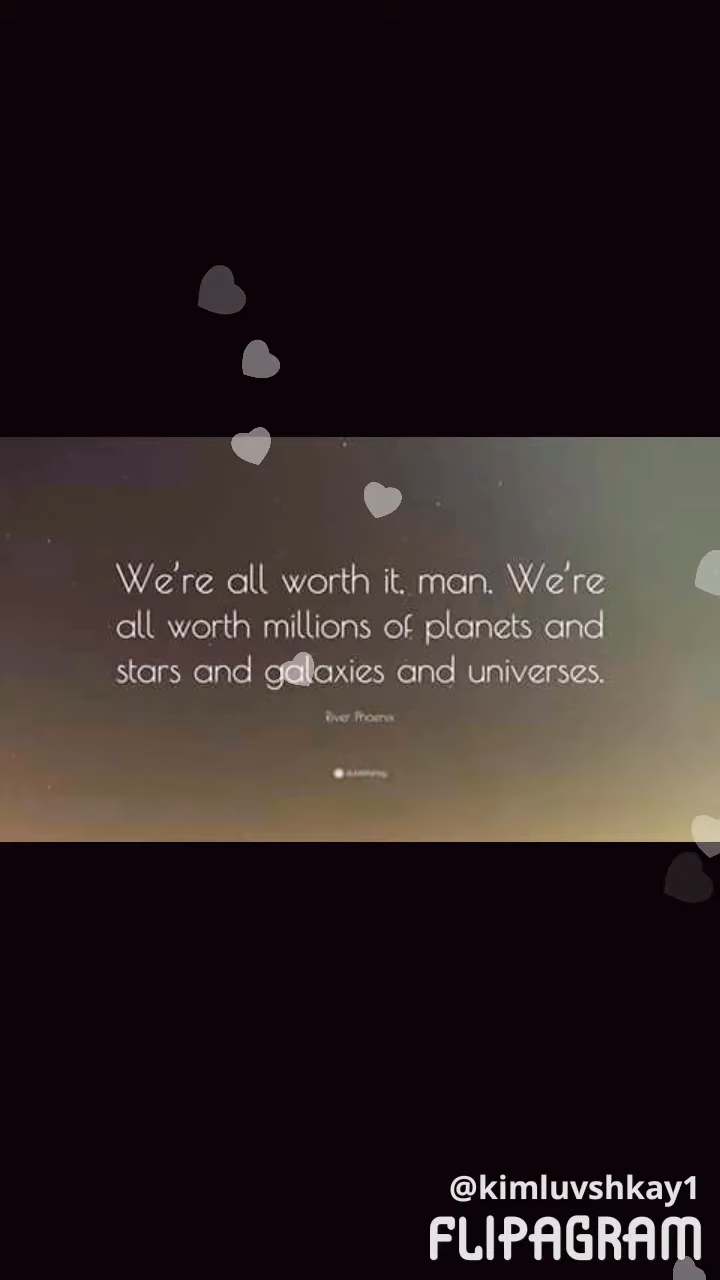 We're all worth it, man. We're
all worth millions of planets and
stars and galaxies and universes.
River Phoenix
@kimluvshkay1
FLIPAGRAM